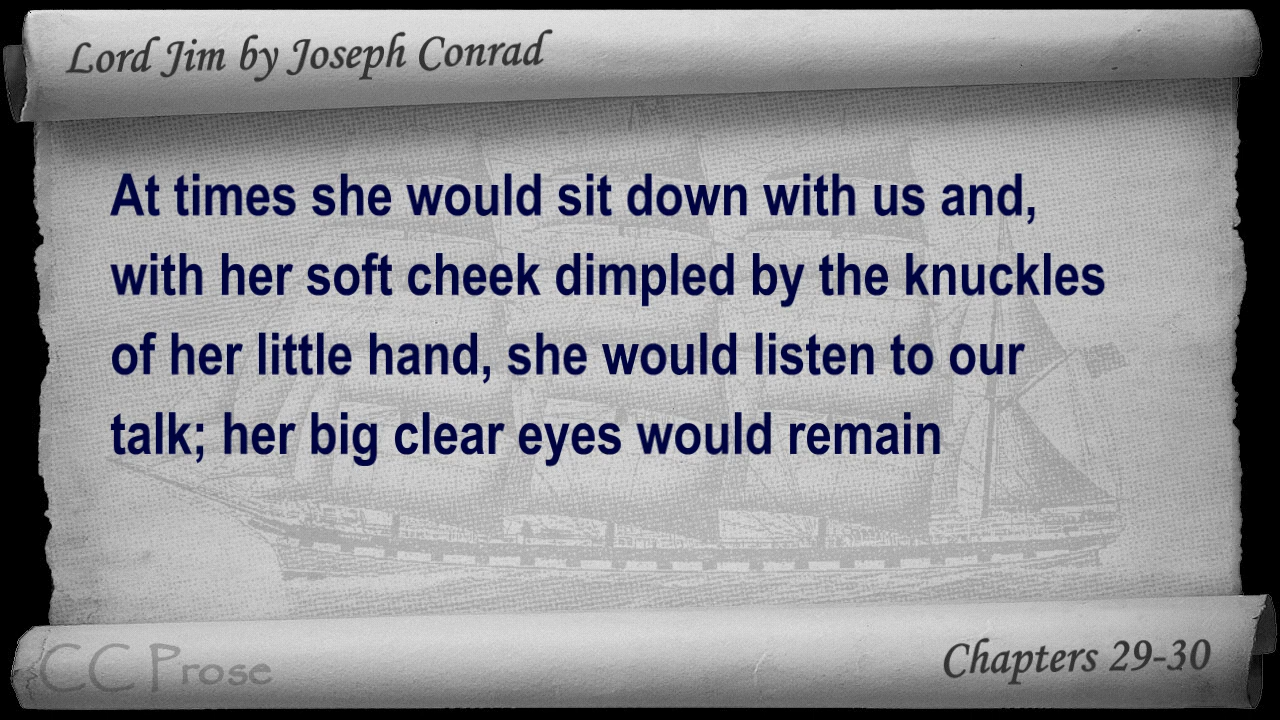 Lord Jim by Joseph Conrad
At times she would sit down with us and,
with her soft cheek dimpled by the knuckles
of her little hand, she would listen to our
talk; her big clear eyes would remain
CC Prose
Chapters 29-30